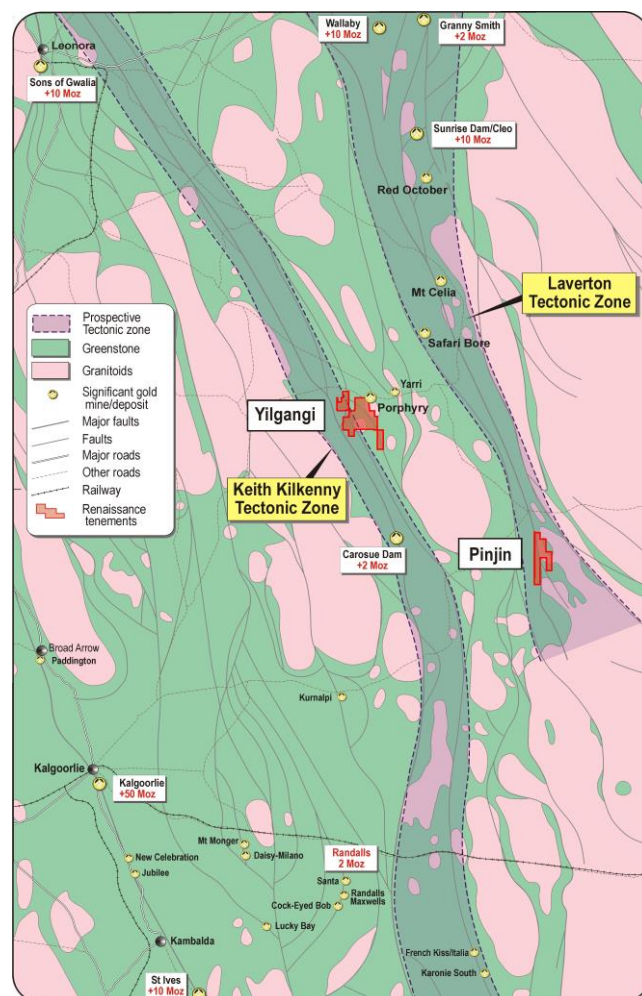 Leonora
Sons of Gwalia
+10 Moz
Wallaby
+10 Moz
Granny Smith
+2 Moz
Sunrise Dam/Cleo
+10 Moz
Red October
Mt Celia
Laverton
Tectonic Zone
Safari Bore
Prospective
Tectonic zone
Greenstone
Granitoids
Significant gold
mine/deposit
Major faults
Faults
Major roads
Other roads
Railway
Renaissance
tenements
Yarri
Porphyry
Yilgangi
Keith Kilkenny
Tectonic Zone
Carosue Dam
+2 Moz
Pinjin
Broad Arrow
Paddington
Kurnalpi
Kalgoorlie
Kalgoorlie
+50 Moz
Mt Monger
Daisy-Milano
New Celebration
Jubilee
Randalls
2 Moz
Santa
Randalls
Maxwells
Cock-Eyed Bob
Lucky Bay
Kambalda
French Kiss/Italia
Karonie South
St Ives
+10 Moz